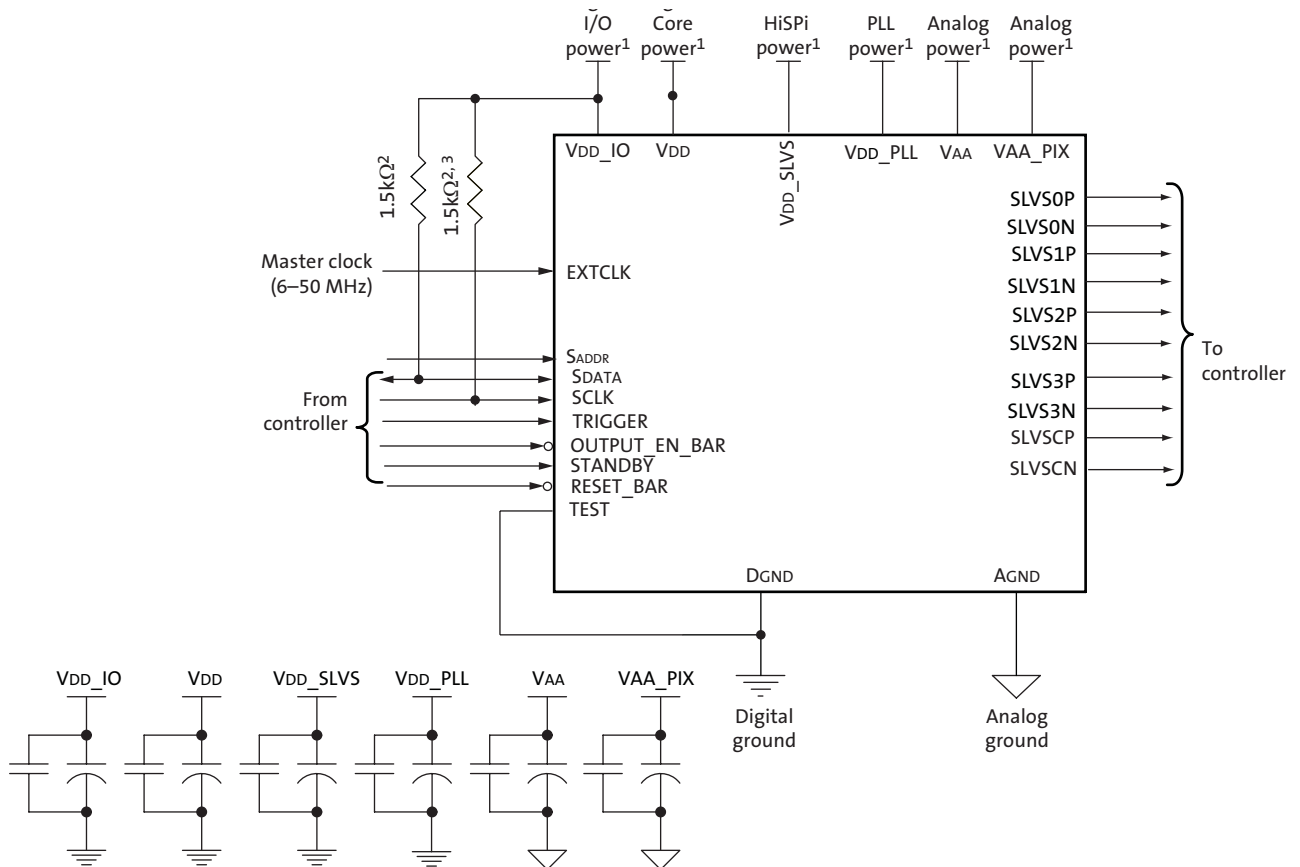 I/O
power1
Core
power1
HiSPi
power1
PLL
power1
Analog
power1
Analog
power1
VDD_IO
VDD
VDD_SLVS
VDD_PLL
VAA
VAA_PIX
1.5kΩ2
1.5kΩ2, 3
Master clock
(6–50 MHz)
EXTCLK
SADDR
SDATA
SCLK
TRIGGER
OUTPUT_EN_BAR
STANDBY
RESET_BAR
TEST
From
controller
SLVS0P
SLVS0N
SLVS1P
SLVS1N
SLVS2P
SLVS2N
SLVS3P
SLVS3N
SLVSCP
SLVSCN
To
controller
DGND
AGND
Digital
ground
Analog
ground
VDD_IO
VDD
VDD_SLVS
VDD_PLL
VAA
VAA_PIX